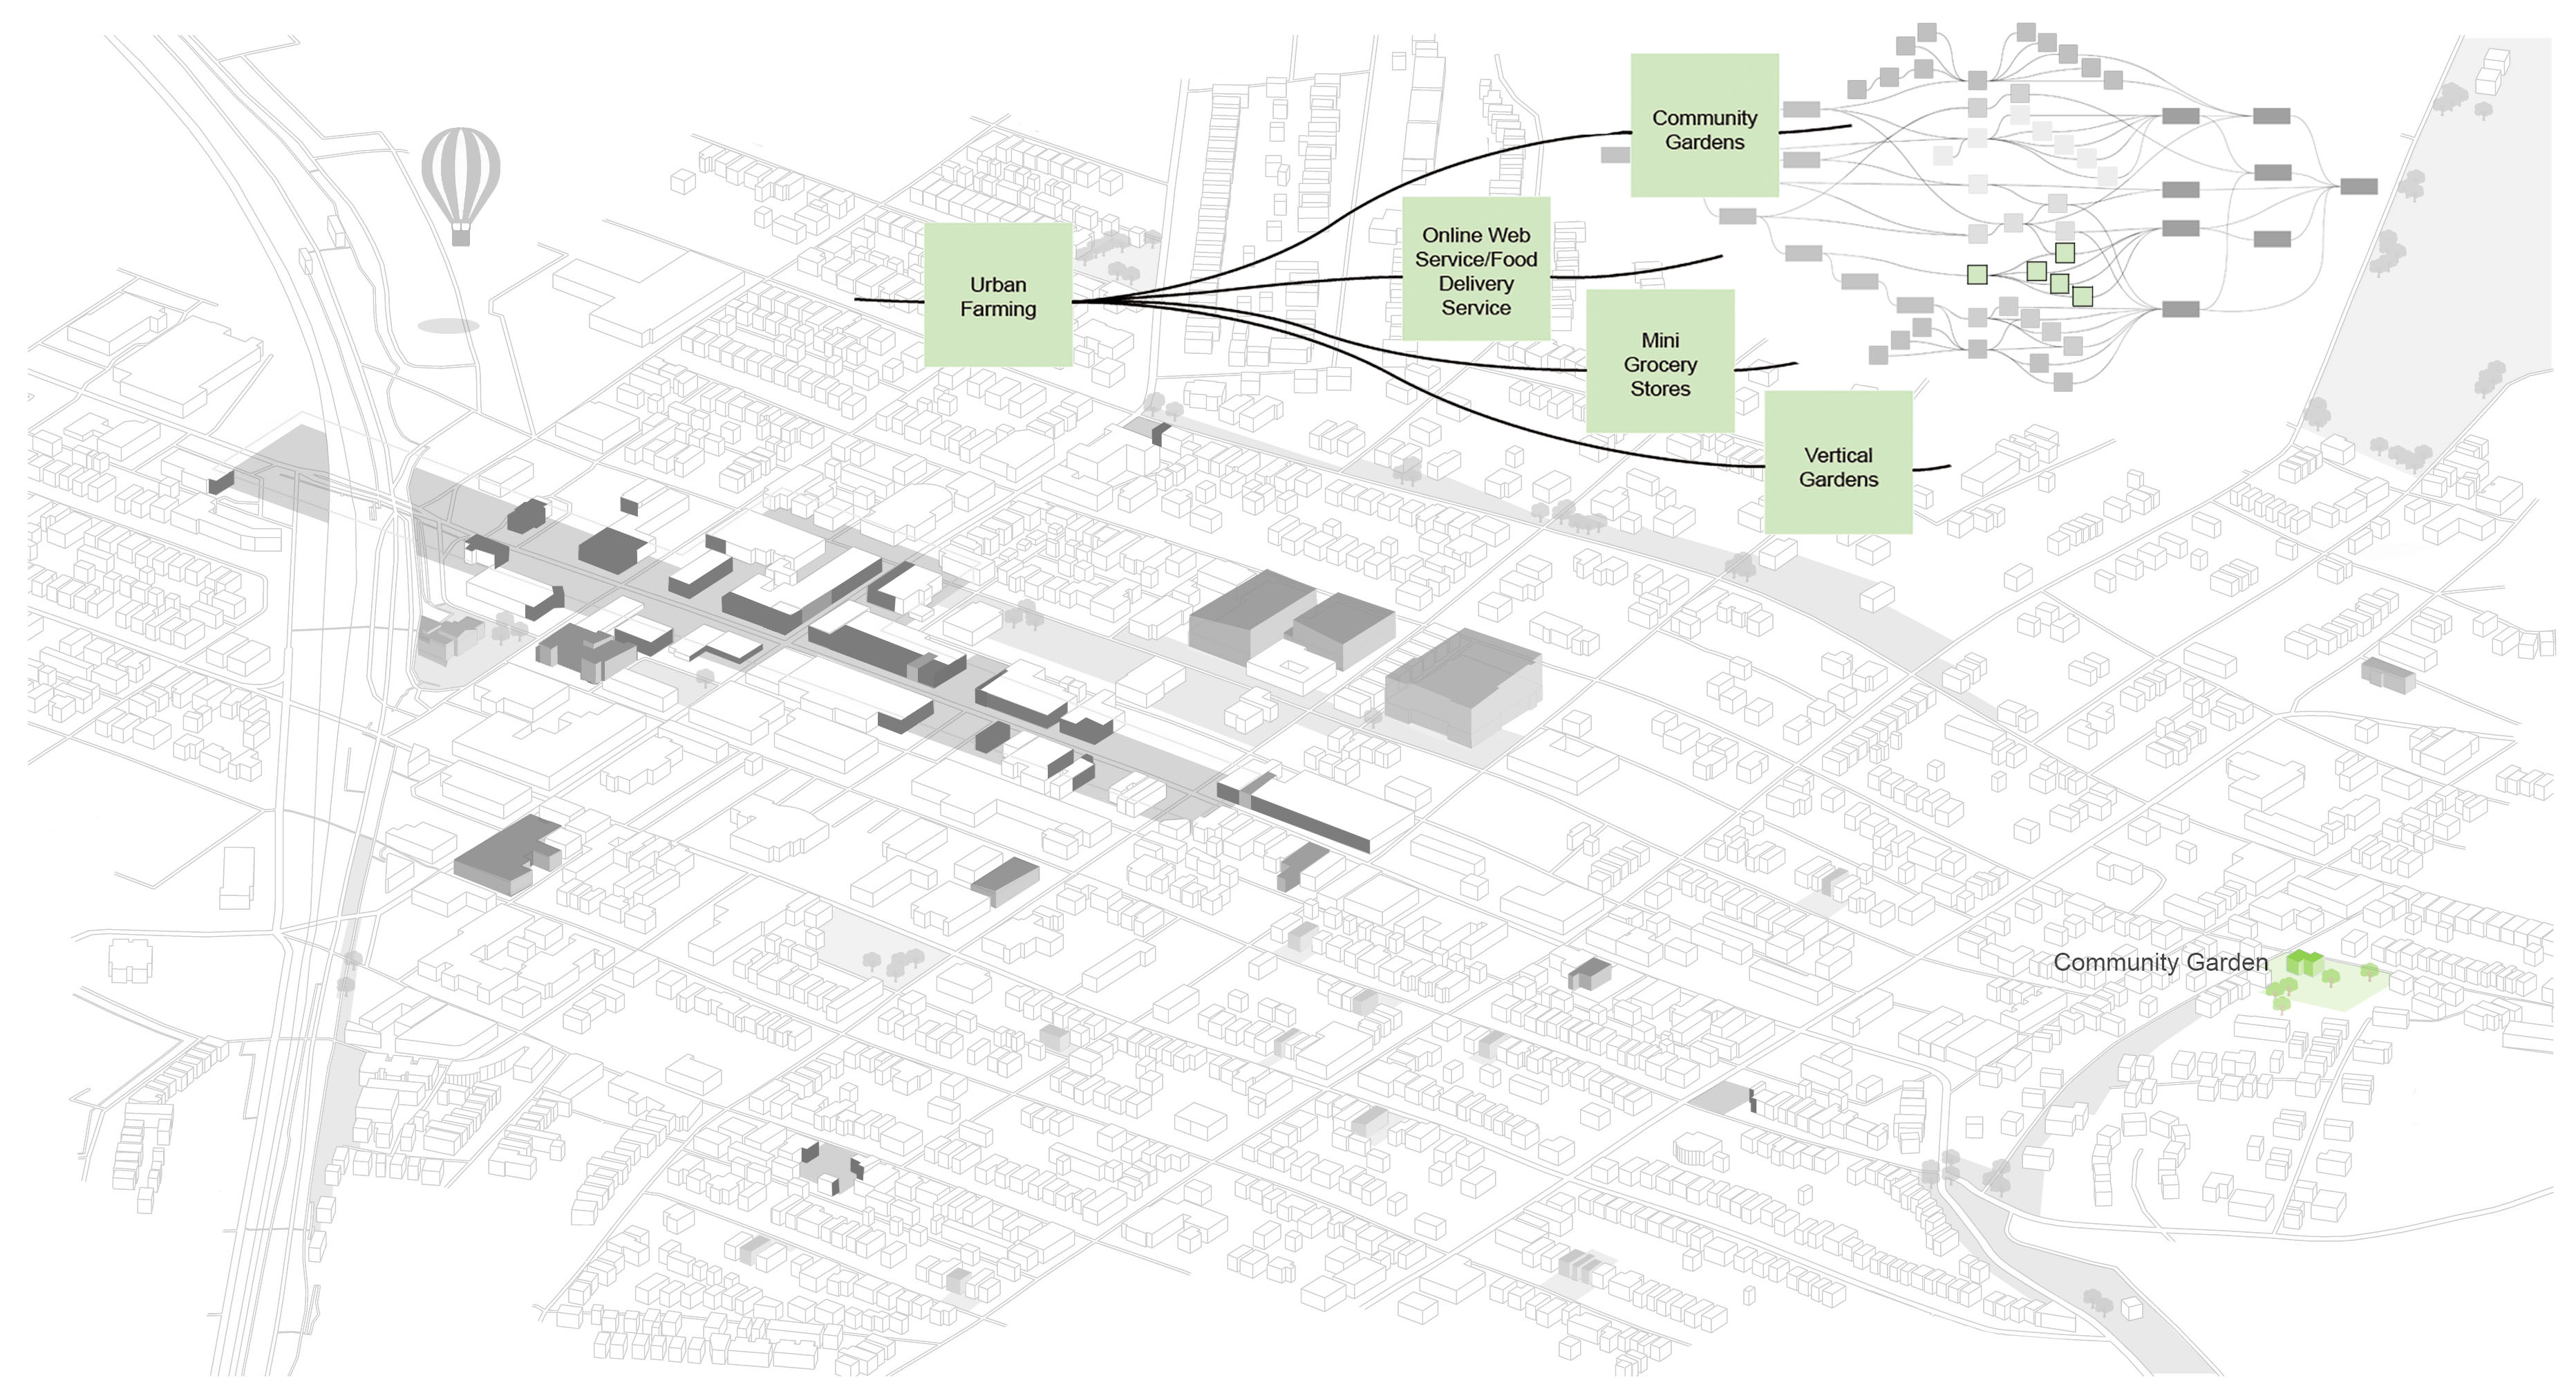 Community
Gardens
Online Web
Service/Food
Delivery
Service
Urban
Farming
Mini
Grocery
Stores
Vertical
Gardens
Community Garden